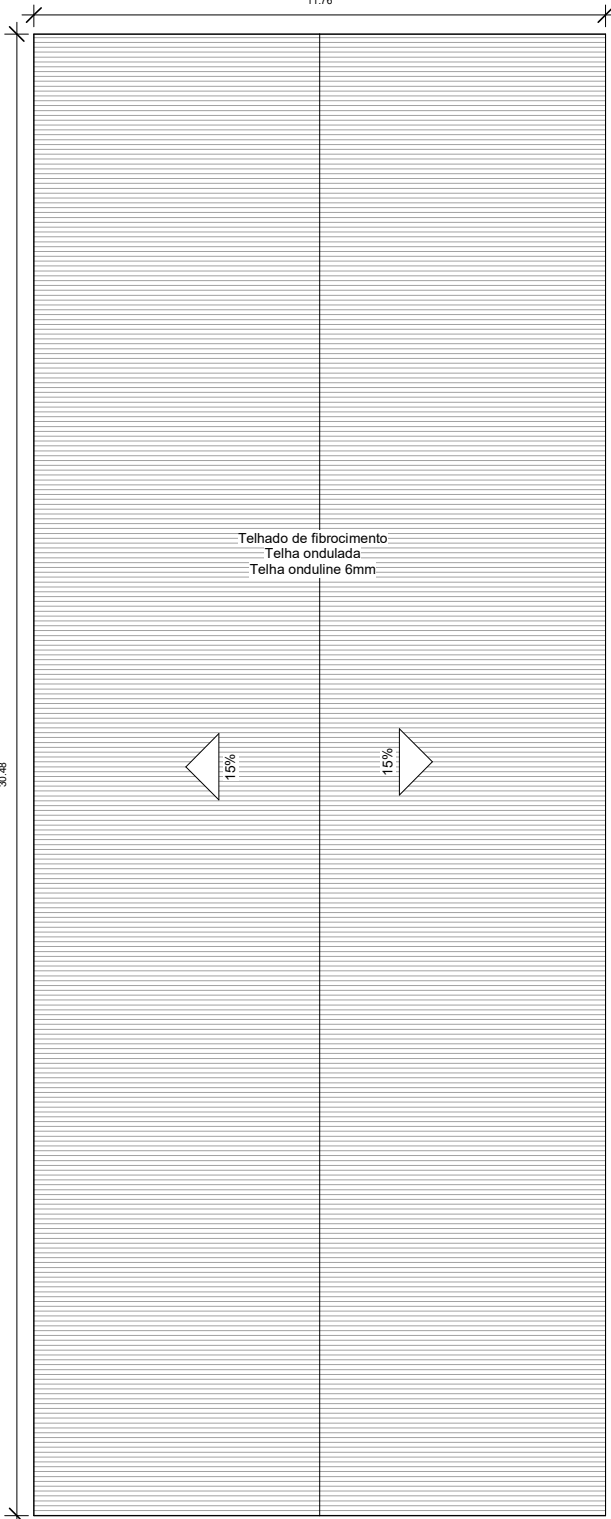 11.76
Telhado de fibrocimento
Telha ondulada
Telha onduline 6mm
15%
15%
30.48